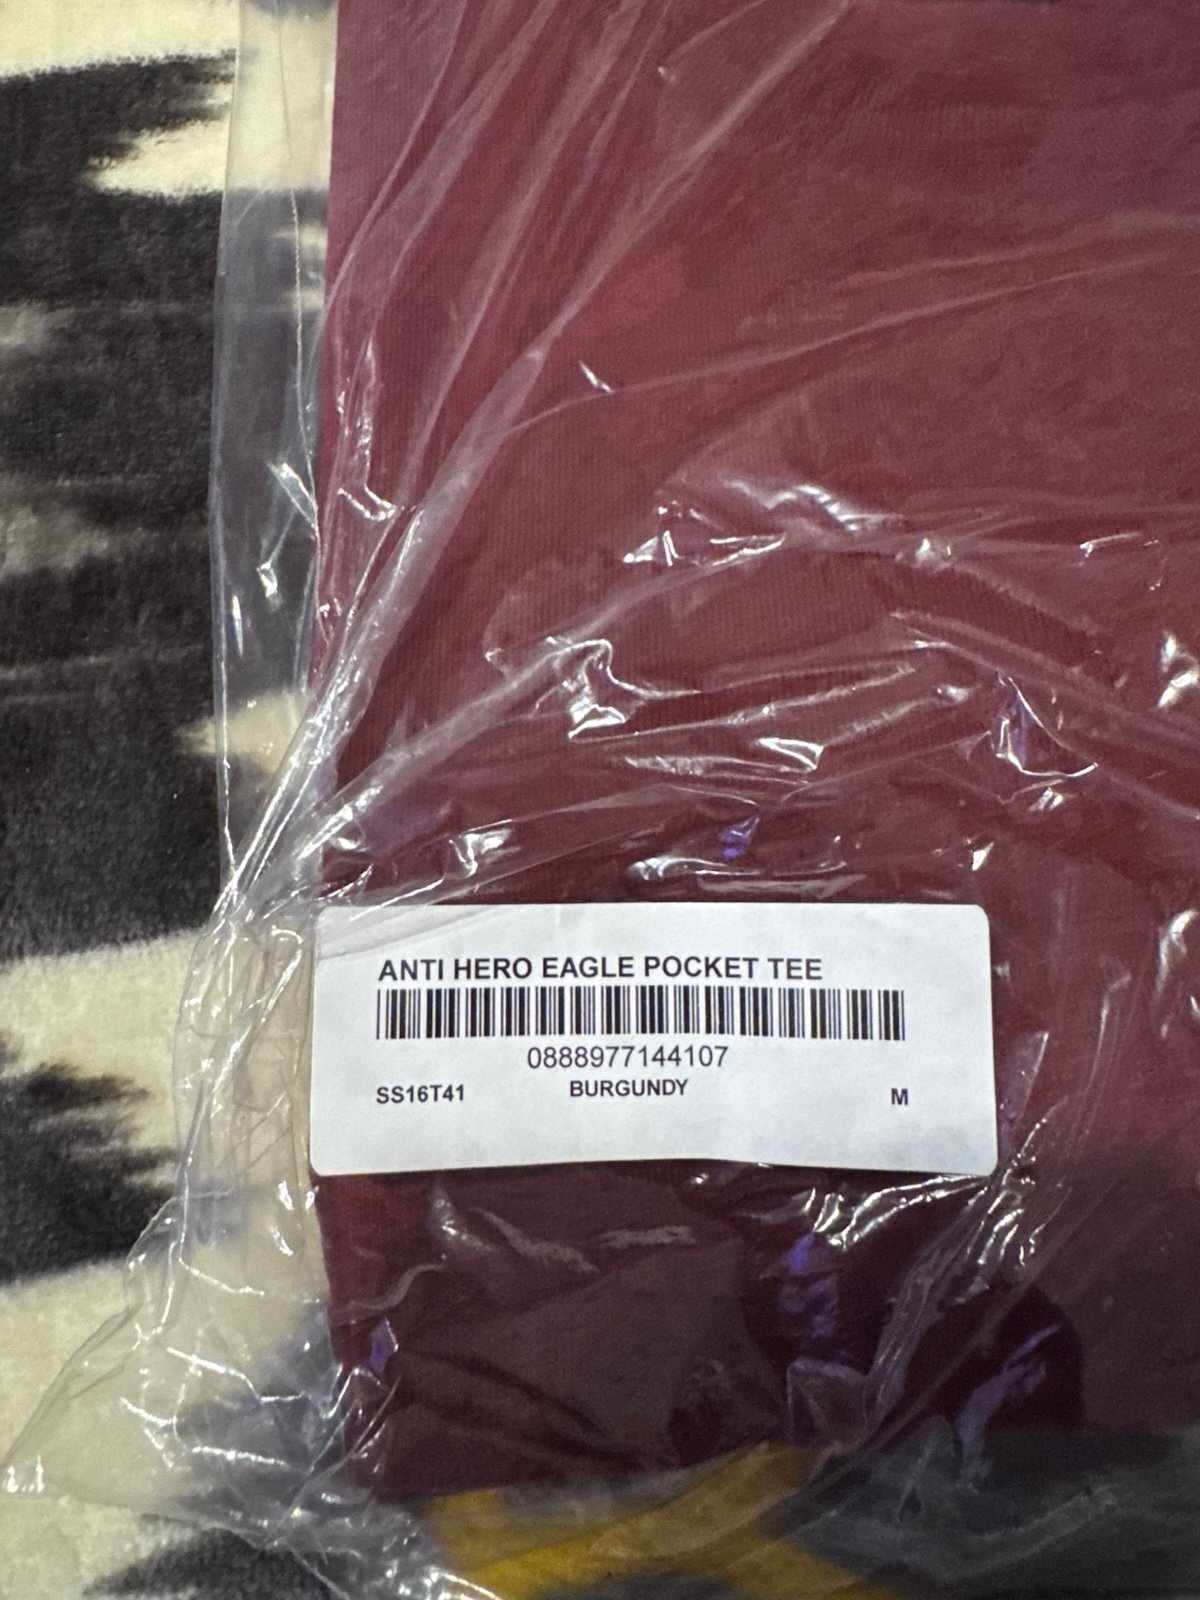 ANTI HERO EAGLE POCKET TEE
0888977144107
SS16T41 BURGUNDY M